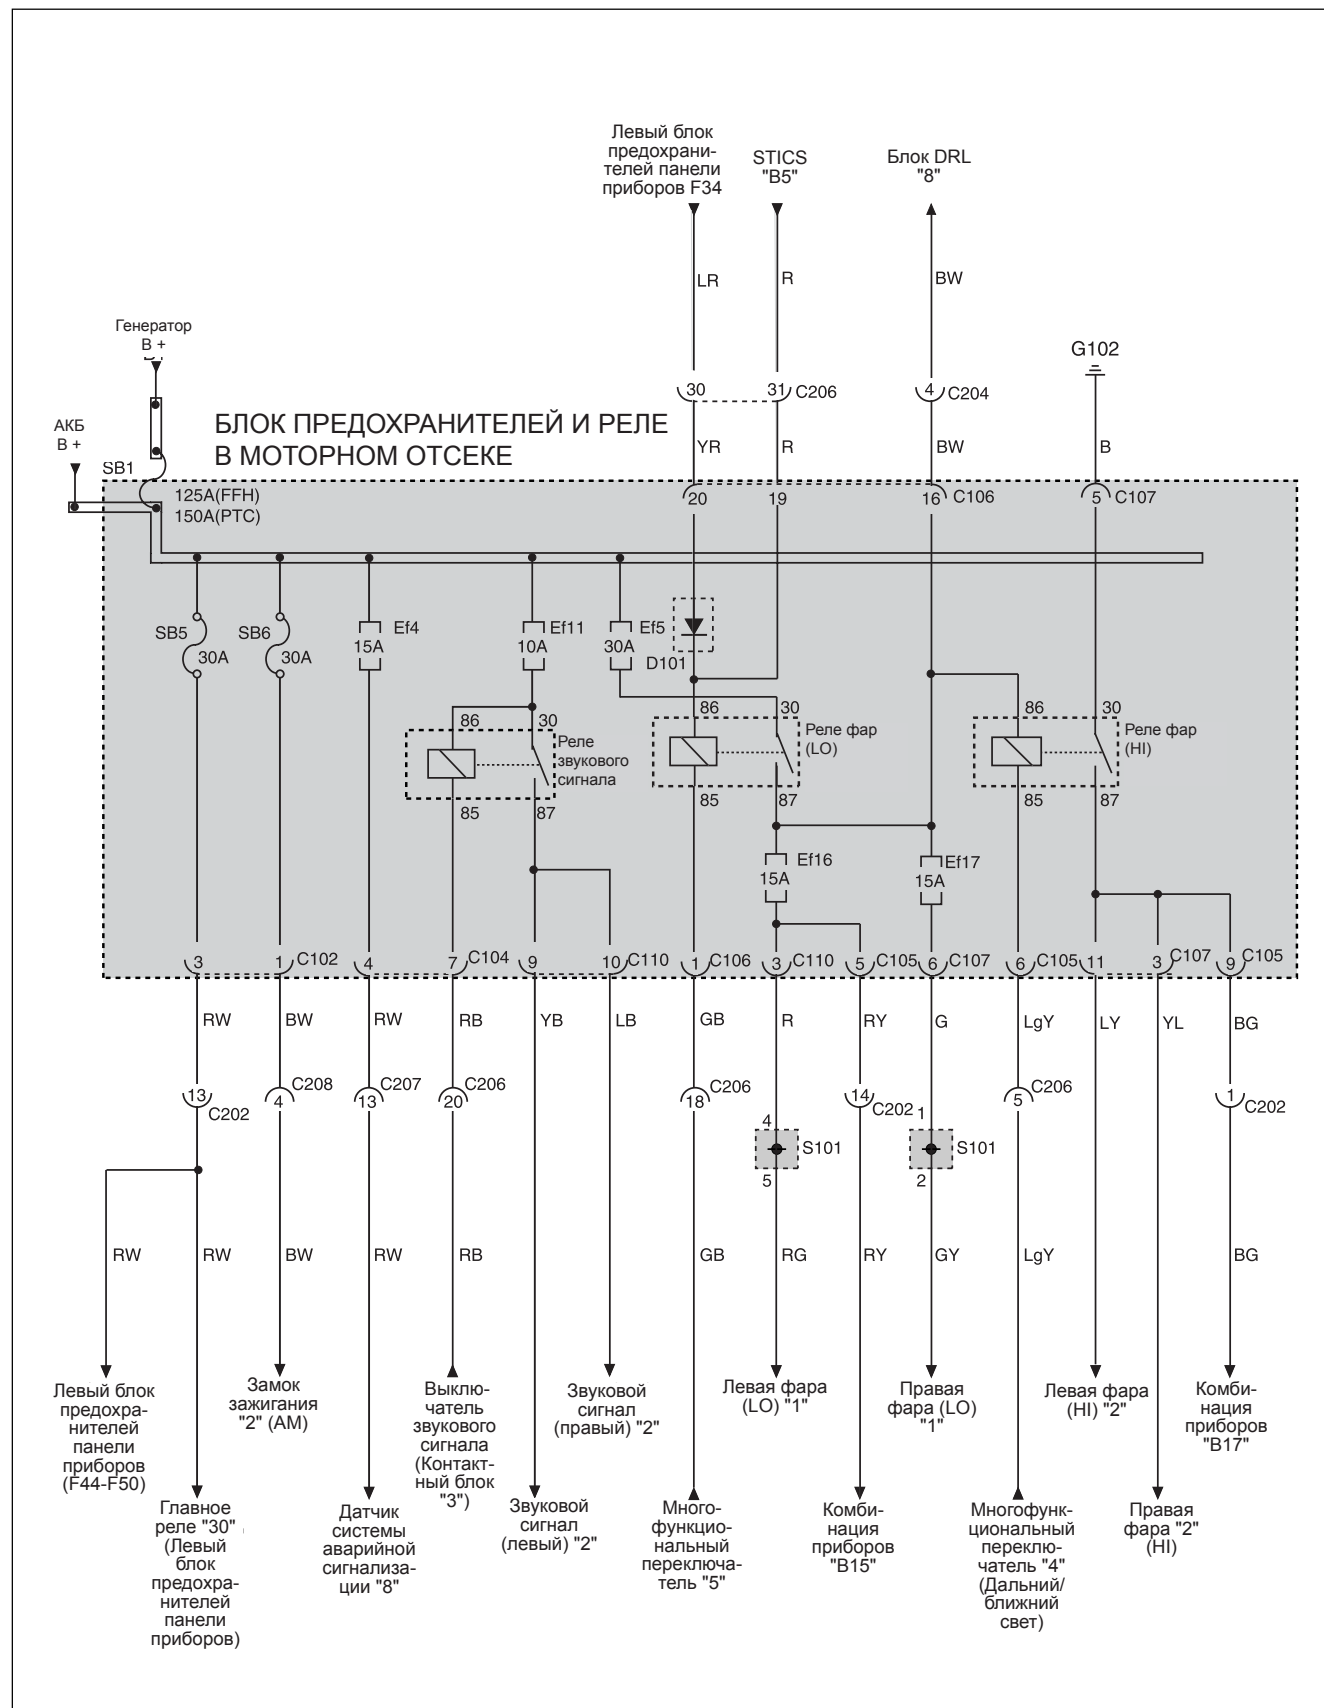 Левый блок
предохрани-
телей панели
приборов F34
STICS
"B5"
Блок DRL
"8"
LR
R
BW
Генератор
B +
G102
30
31
C206
4
C204
АКБ
B +
БЛОК ПРЕДОХРАНИТЕЛЕЙ И РЕЛЕ
В МОТОРНОМ ОТСЕКЕ
YR
R
BW
B
SB1
125A(FFH)
150A(PTC)
20
19
16
C106
5
C107
SB5
30A
SB6
30A
Ef4
15A
Ef11
10A
Ef5
30A
D101
86
30
Реле
звукового
сигнала
85
87
86
30
Реле фар
(LO)
85
87
86
30
Реле фар
(HI)
85
87
Ef16
15A
Ef17
15A
3
1
C102
4
7
C104
9
10
C110
1
C106
3
C110
5
C105
6
C107
6
C105
11
3
C107
9
C105
RW
BW
RW
RB
YB
LB
GB
R
RY
G
LgY
LY
YL
BG
13
C202
C208
4
C207
13
C206
20
C206
18
14
C202
C206
5
1
C202
4
S101
5
1
S101
2
RW
RW
BW
RW
RB
GB
RG
RY
GY
LgY
BG
Левый блок
предохра-
нителей
панели
приборов
(F44-F50)
Замок
зажигания
"2" (AM)
Выклю-
чатель
звукового
сигнала
(Контакт-
ный блок
"3")
Звуковой
сигнал
(правый) "2"
Левая фара
(LO) "1"
Правая
фара (LO)
"1"
Левая фара
(HI) "2"
Комби-
нация
приборов
"B17"
Главное
реле "30"
(Левый
блок
предохра-
нителей
панели
приборов)
Датчик
системы
аварийной
сигнализа-
ции "8"
Звуковой
сигнал
(левый) "2"
Много-
функцио-
нальный
переключа-
тель "5"
Комби-
нация
приборов
"B15"
Многофунк-
циональный
переклю-
чатель "4"
(Дальний/
ближний
свет)
Правая
фара "2"
(HI)